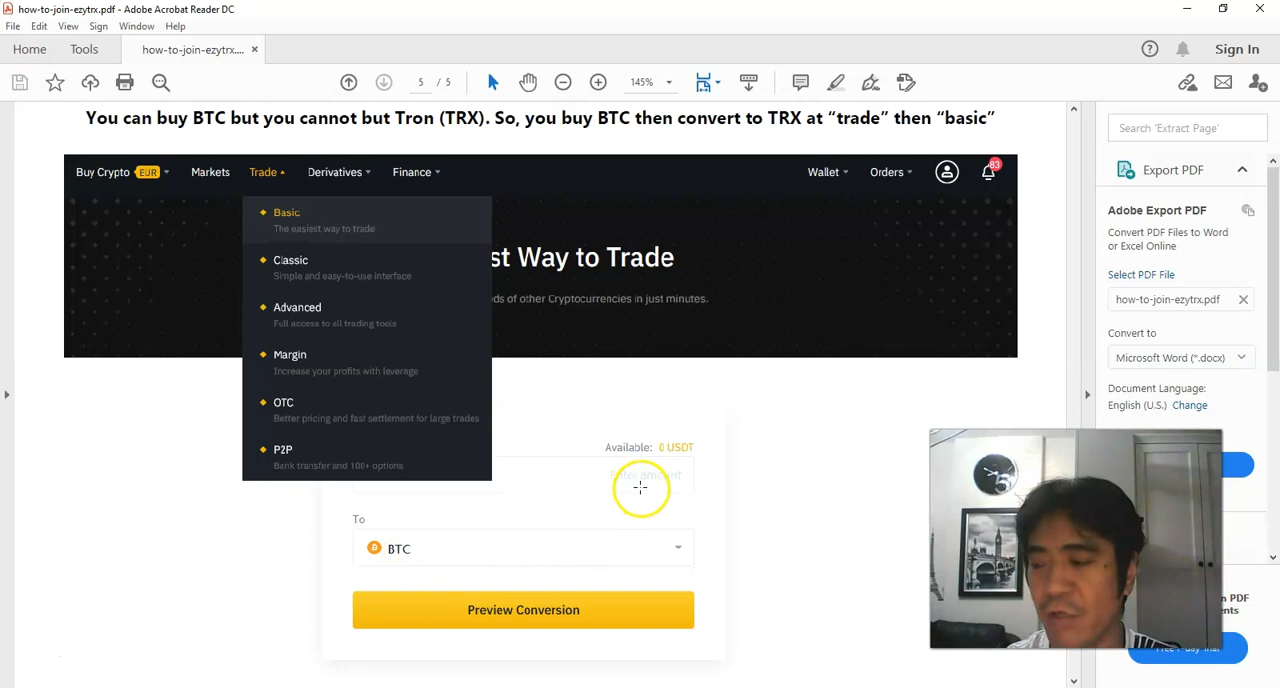 how-to-join-ezytrx.pdf - Adobe Acrobat Reader DC
File Edit View Sign Window Help
Home Tools how-to-join-ezytrx.... × Sign In
5 / 5 145%
You can buy BTC but you cannot but Tron (TRX). So, you buy BTC then convert to TRX at “trade” then “basic”
Buy Crypto EUR Markets Trade Derivatives Finance Wallet Orders 83
Basic
The easiest way to trade
st Way to Trade
Classic
Simple and easy-to-use interface
eds of other Cryptocurrencies in just minutes.
Advanced
Full access to all trading tools
Margin
Increase your profits with leverage
OTC
Better pricing and fast settlement for large trades
P2P
Bank transfer and 100+ options
Available: 0 USDT
Enter amount
To
BTC
Preview Conversion
Search 'Extract Page'
Export PDF
Adobe Export PDF
Convert PDF Files to Word
or Excel Online
Select PDF File
how-to-join-ezytrx.pdf
Convert to
Microsoft Word (*.docx)
Document Language:
English (U.S.) Change